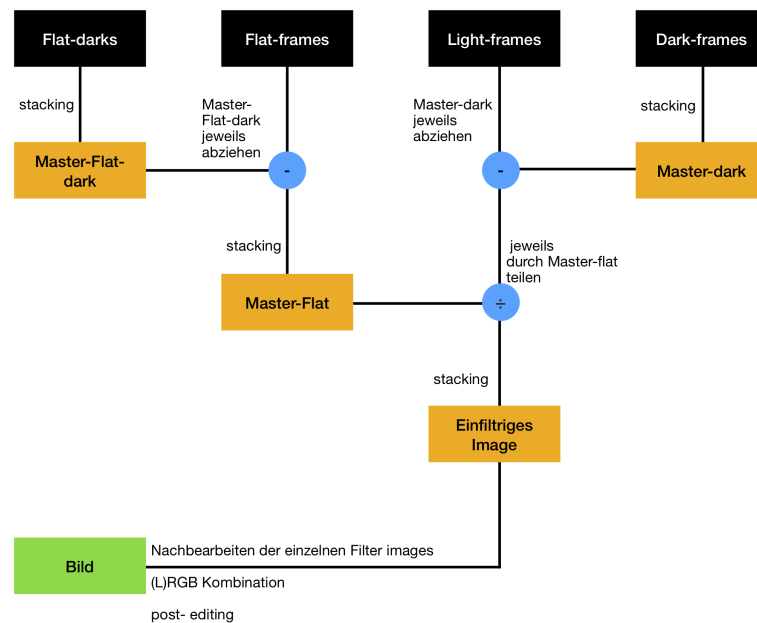 Flat-darks
Flat-frames
Light-frames
Dark-frames
stacking
Master-
Flat-dark
jeweils
abziehen
Master-dark
jeweils
abziehen
stacking
Master-Flat-
dark
-
-
Master-dark
stacking
jeweils
durch Master-flat
teilen
Master-Flat
÷
stacking
Einfiltriges
Image
Bild
Nachbearbeiten der einzelnen Filter images
(L)RGB Kombination
post- editing